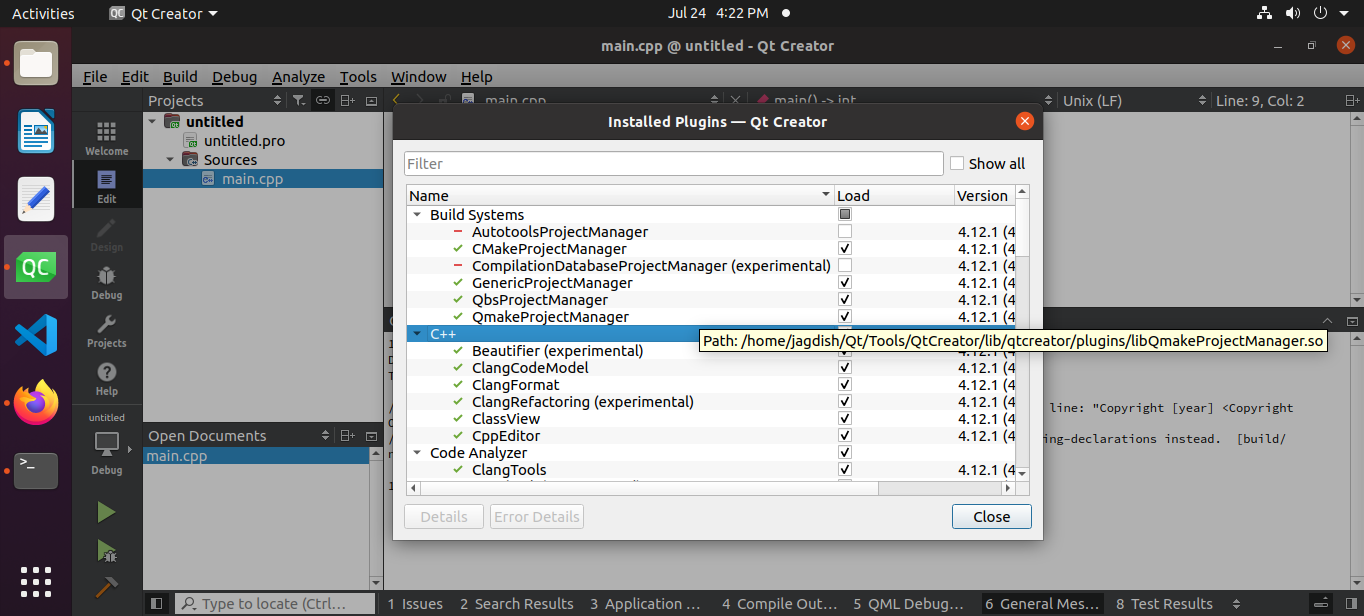 Activities QC Qt Creator Jul 24 4:22 PM
main.cpp @ untitled - Qt Creator
File Edit Build Debug Analyze Tools Window Help
Projects main.cpp main() -> int Unix (LF) Line: 9, Col: 2
Welcome
Edit
Design
Debug
Projects
Help
untitled
Debug
untitled
untitled.pro
Sources
main.cpp
Open Documents
main.cpp
Installed Plugins — Qt Creator
Filter Show all
Name Load Version
Build Systems
AutotoolsProjectManager 4.12.1 (4
CMakeProjectManager 4.12.1 (4
CompilationDatabaseProjectManager (experimental) 4.12.1 (4
GenericProjectManager 4.12.1 (4
QbsProjectManager 4.12.1 (4
QmakeProjectManager 4.12.1 (4
C++
Path: /home/jagdish/Qt/Tools/QtCreator/lib/qtcreator/plugins/libQmakeProjectManager.so
Beautifier (experimental) 4.12.1 (4
ClangCodeModel 4.12.1 (4
ClangFormat 4.12.1 (4
ClangRefactoring (experimental) 4.12.1 (4
ClassView 4.12.1 (4
CppEditor 4.12.1 (4
Code Analyzer
ClangTools 4.12.1 (4
Details Error Details Close
line: "Copyright [year] <Copyright
ng-declarations instead. [build/
QC
>_
Type to locate (Ctrl... 1 Issues 2 Search Results 3 Application ... 4 Compile Out... 5 QML Debug... 6 General Mes... 8 Test Results